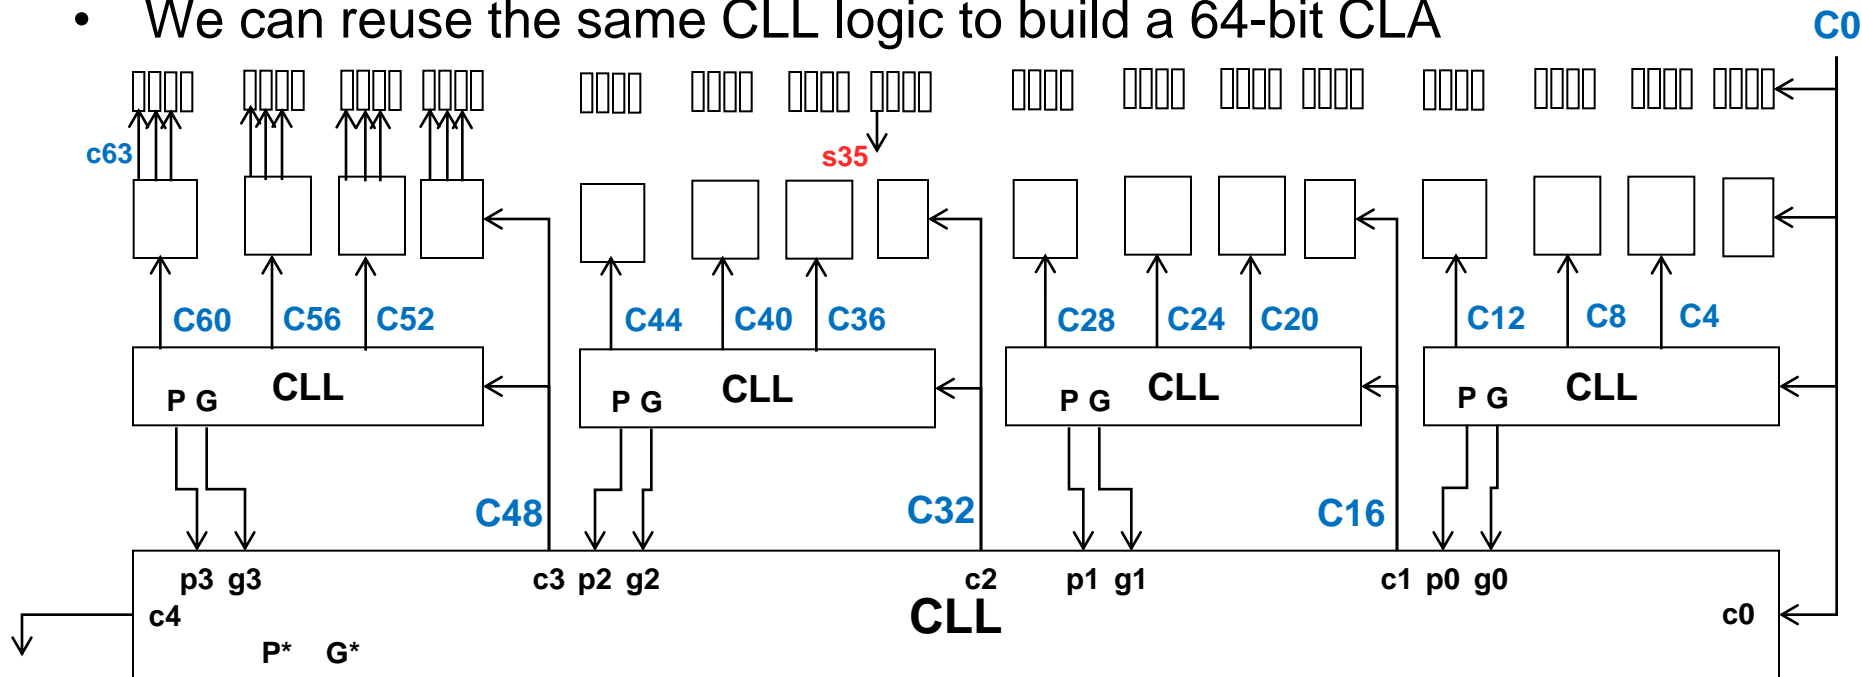 • We can reuse the same CLL logic to build a 64-bit CLA
C0
c63
s35
C60 C56 C52 C44 C40 C36 C28 C24 C20 C12 C8 C4
CLL CLL CLL CLL
P G P G P G P G
C48 C32 C16
p3 g3 c3 p2 g2 c2 p1 g1 c1 p0 g0
c4 CLL c0
P* G*